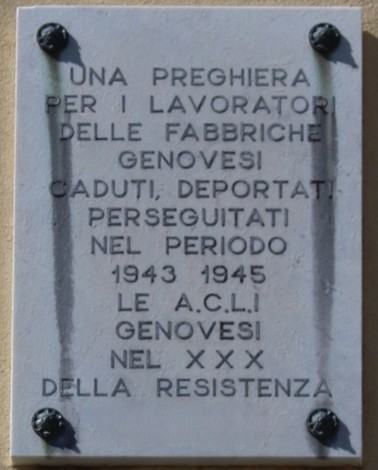 UNA PREGHIERA
PER I LAVORATORI
DELLE FABBRICHE
GENOVESI
CADUTI, DEPORTATI
PERSEGUITATI
NEL PERIODO
1943 1945
LE A.C.L.I
GENOVESI
NEL X X X
DELLA RESISTENZA